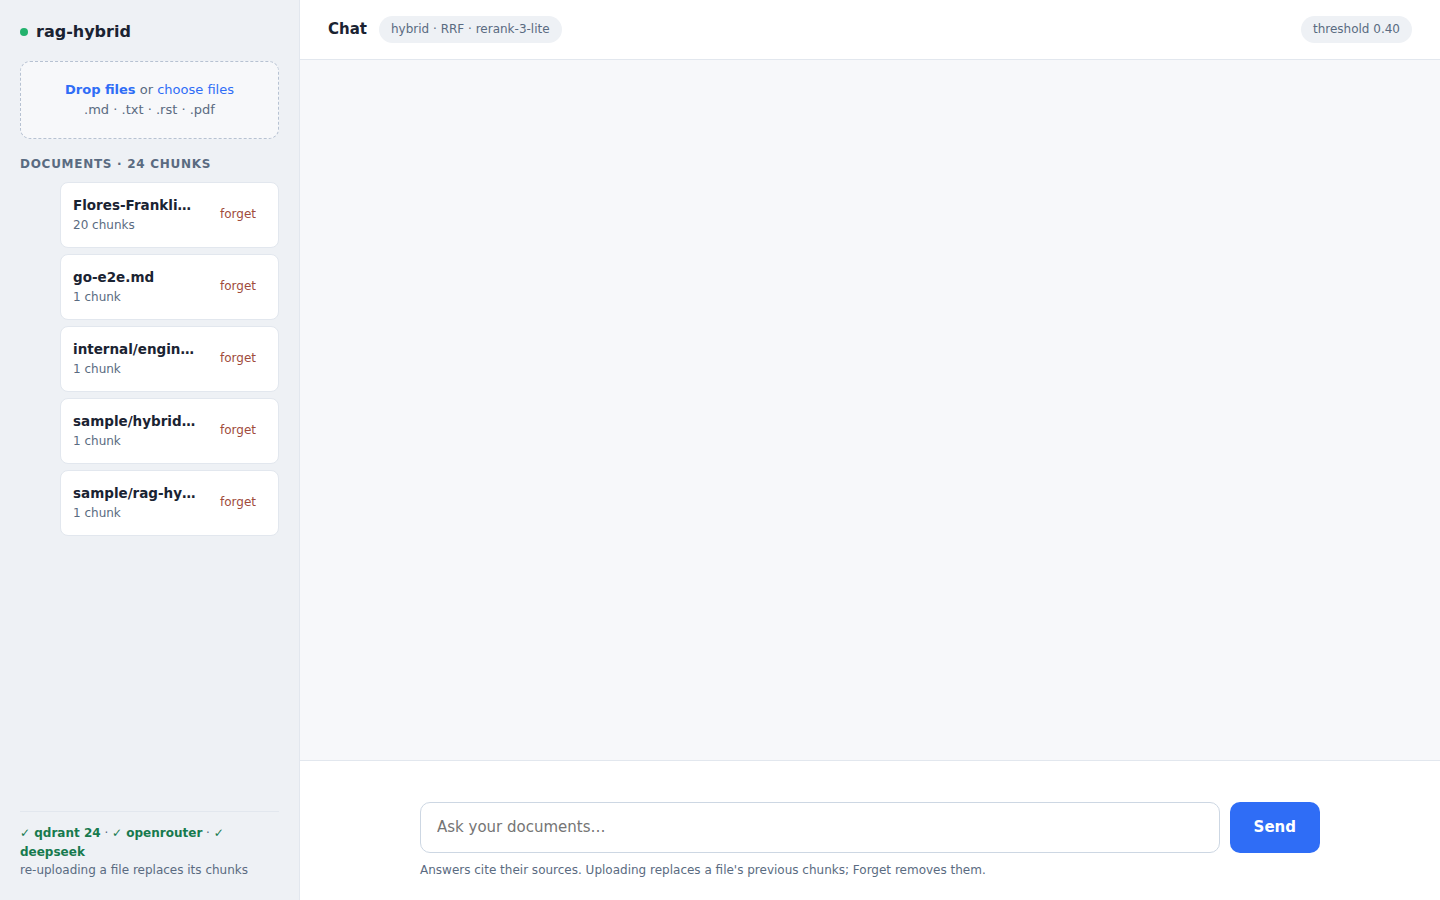 rag-hybrid
Drop files or choose files
.md · .txt · .rst · .pdf
DOCUMENTS · 24 CHUNKS
Flores-Frankli…
20 chunks
forget
go-e2e.md
1 chunk
forget
internal/engin…
1 chunk
forget
sample/hybrid…
1 chunk
forget
sample/rag-hy…
1 chunk
forget
✓ qdrant 24 · ✓ openrouter · ✓
deepseek
re-uploading a file replaces its chunks
Chat
hybrid · RRF · rerank-3-lite
threshold 0.40
Ask your documents…
Send
Answers cite their sources. Uploading replaces a file's previous chunks; Forget removes them.